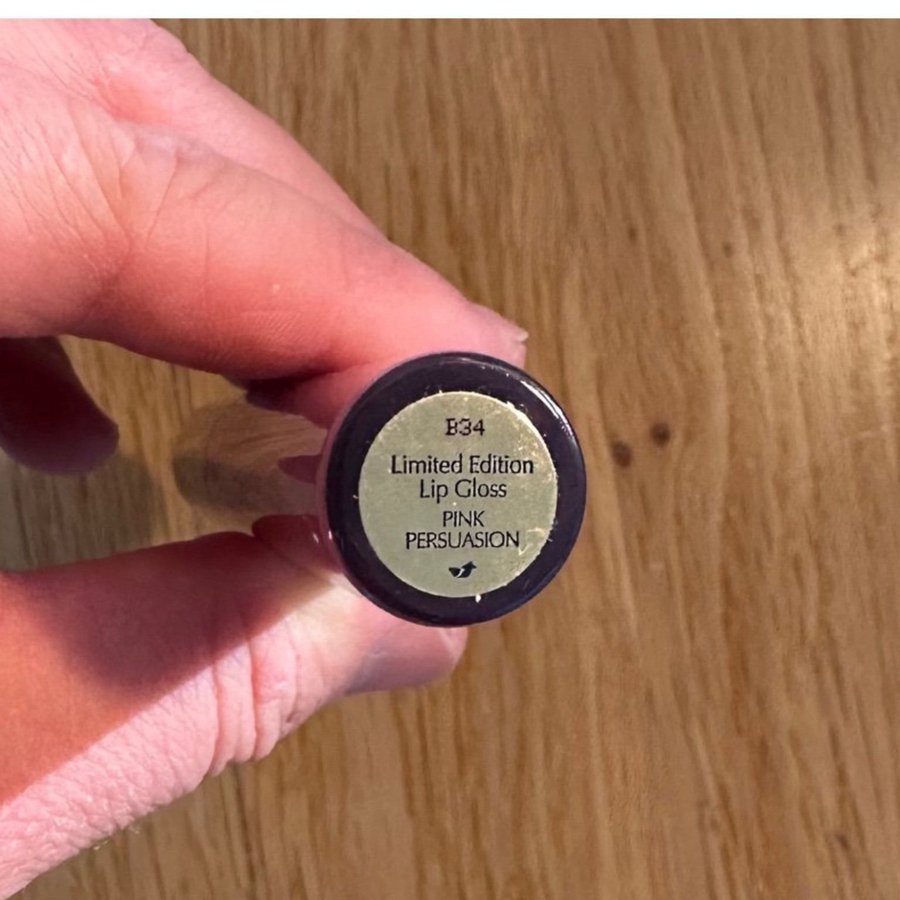 B34
Limited Edition
Lip Gloss
PINK
PERSUASION